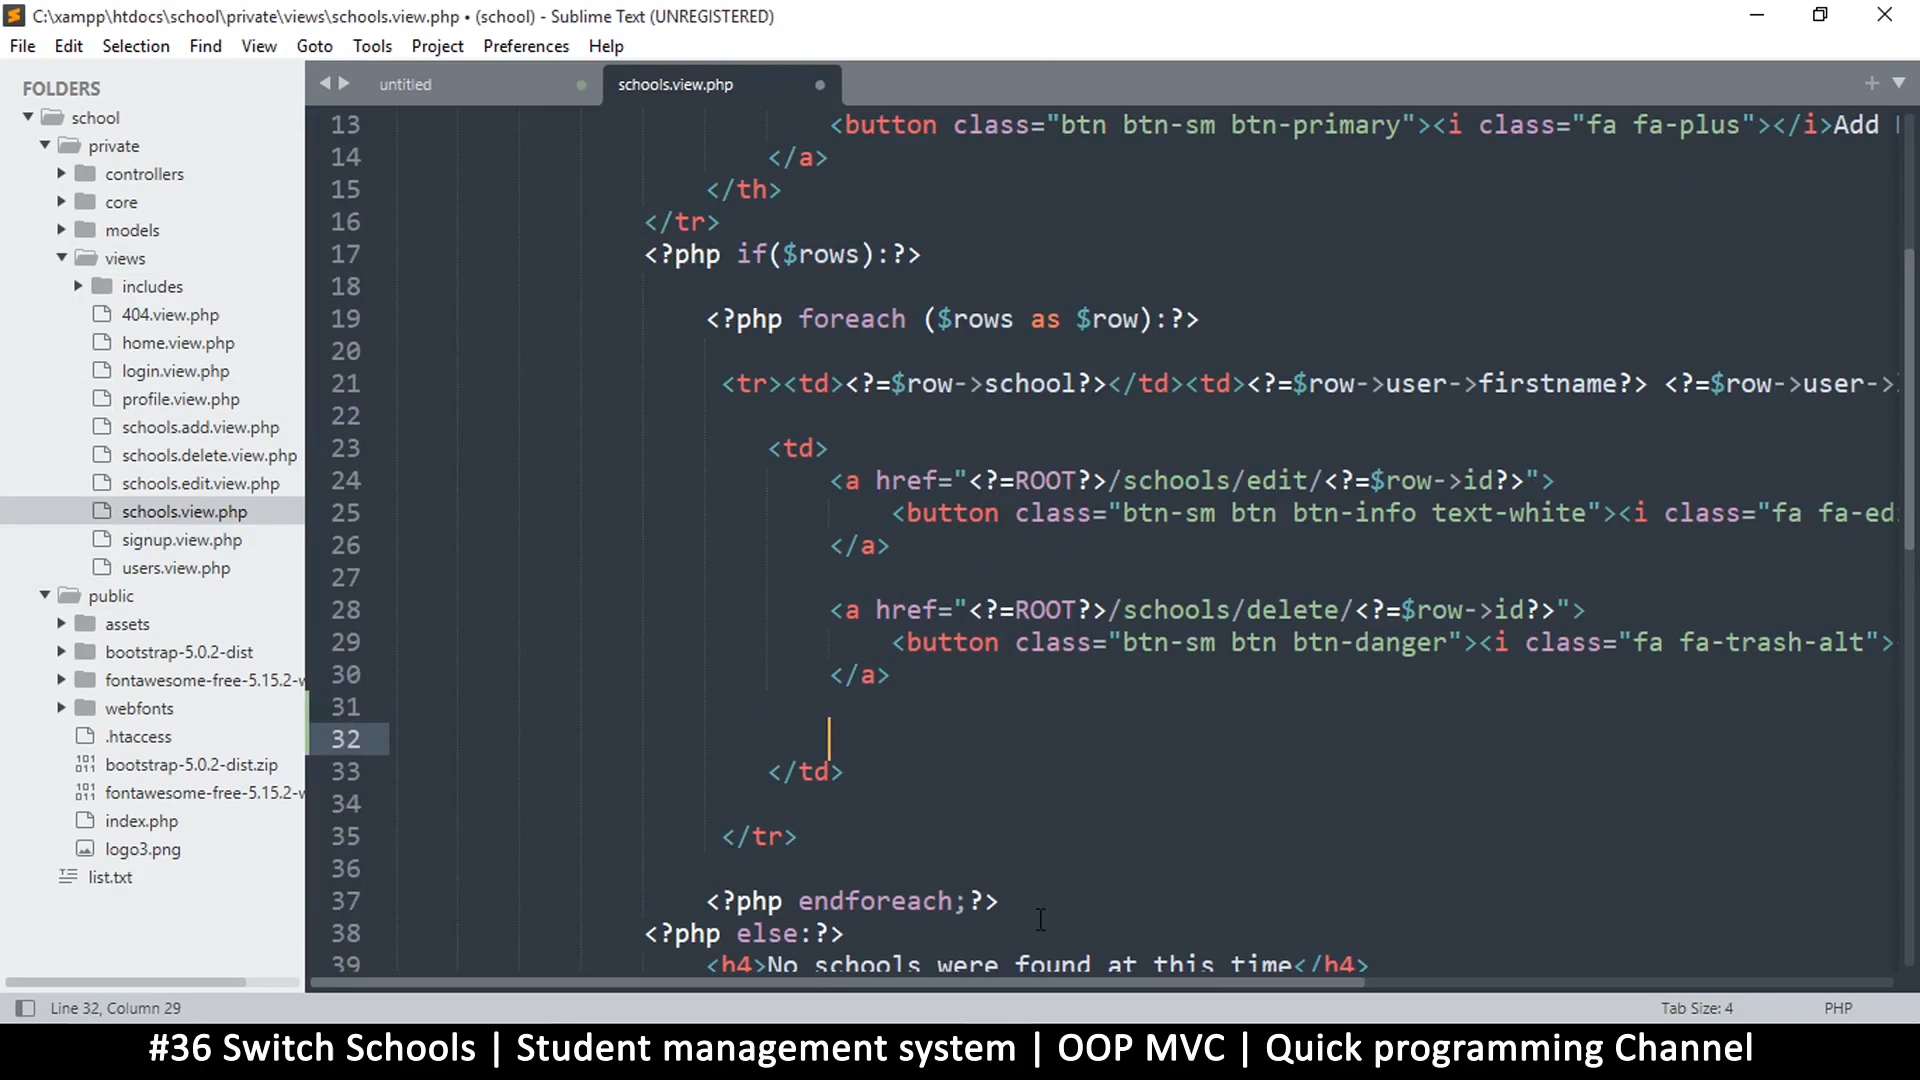 C:\xampp\htdocs\school\private\views\schools.view.php • (school) - Sublime Text (UNREGISTERED)
File Edit Selection Find View Goto Tools Project Preferences Help
FOLDERS
school
private
controllers
core
models
views
includes
404.view.php
home.view.php
login.view.php
profile.view.php
schools.add.view.php
schools.delete.view.php
schools.edit.view.php
schools.view.php
signup.view.php
users.view.php
public
assets
bootstrap-5.0.2-dist
fontawesome-free-5.15.2-w
webfonts
.htaccess
bootstrap-5.0.2-dist.zip
fontawesome-free-5.15.2-w
index.php
logo3.png
list.txt
untitled
schools.view.php
13 <button class="btn btn-sm btn-primary"><i class="fa fa-plus"></i>Add
14 </a>
15 </th>
16 </tr>
17 <?php if($rows):?>
18
19 <?php foreach ($rows as $row):?>
20
21 <tr><td><?=$row->school?></td><td><?=$row->user->firstname?> <?=$row->user->
22
23 <td>
24 <a href="<?=ROOT?>/schools/edit/<?=$row->id?>">
25 <button class="btn-sm btn btn-info text-white"><i class="fa fa-ed
26 </a>
27
28 <a href="<?=ROOT?>/schools/delete/<?=$row->id?>">
29 <button class="btn-sm btn btn-danger"><i class="fa fa-trash-alt">
30 </a>
31
32
33 </td>
34
35 </tr>
36
37 <?php endforeach;?>
38 <?php else:?>
39 <h4>No schools were found at this time</h4>
Line 32, Column 29
Tab Size: 4
PHP
#36 Switch Schools | Student management system | OOP MVC | Quick programming Channel